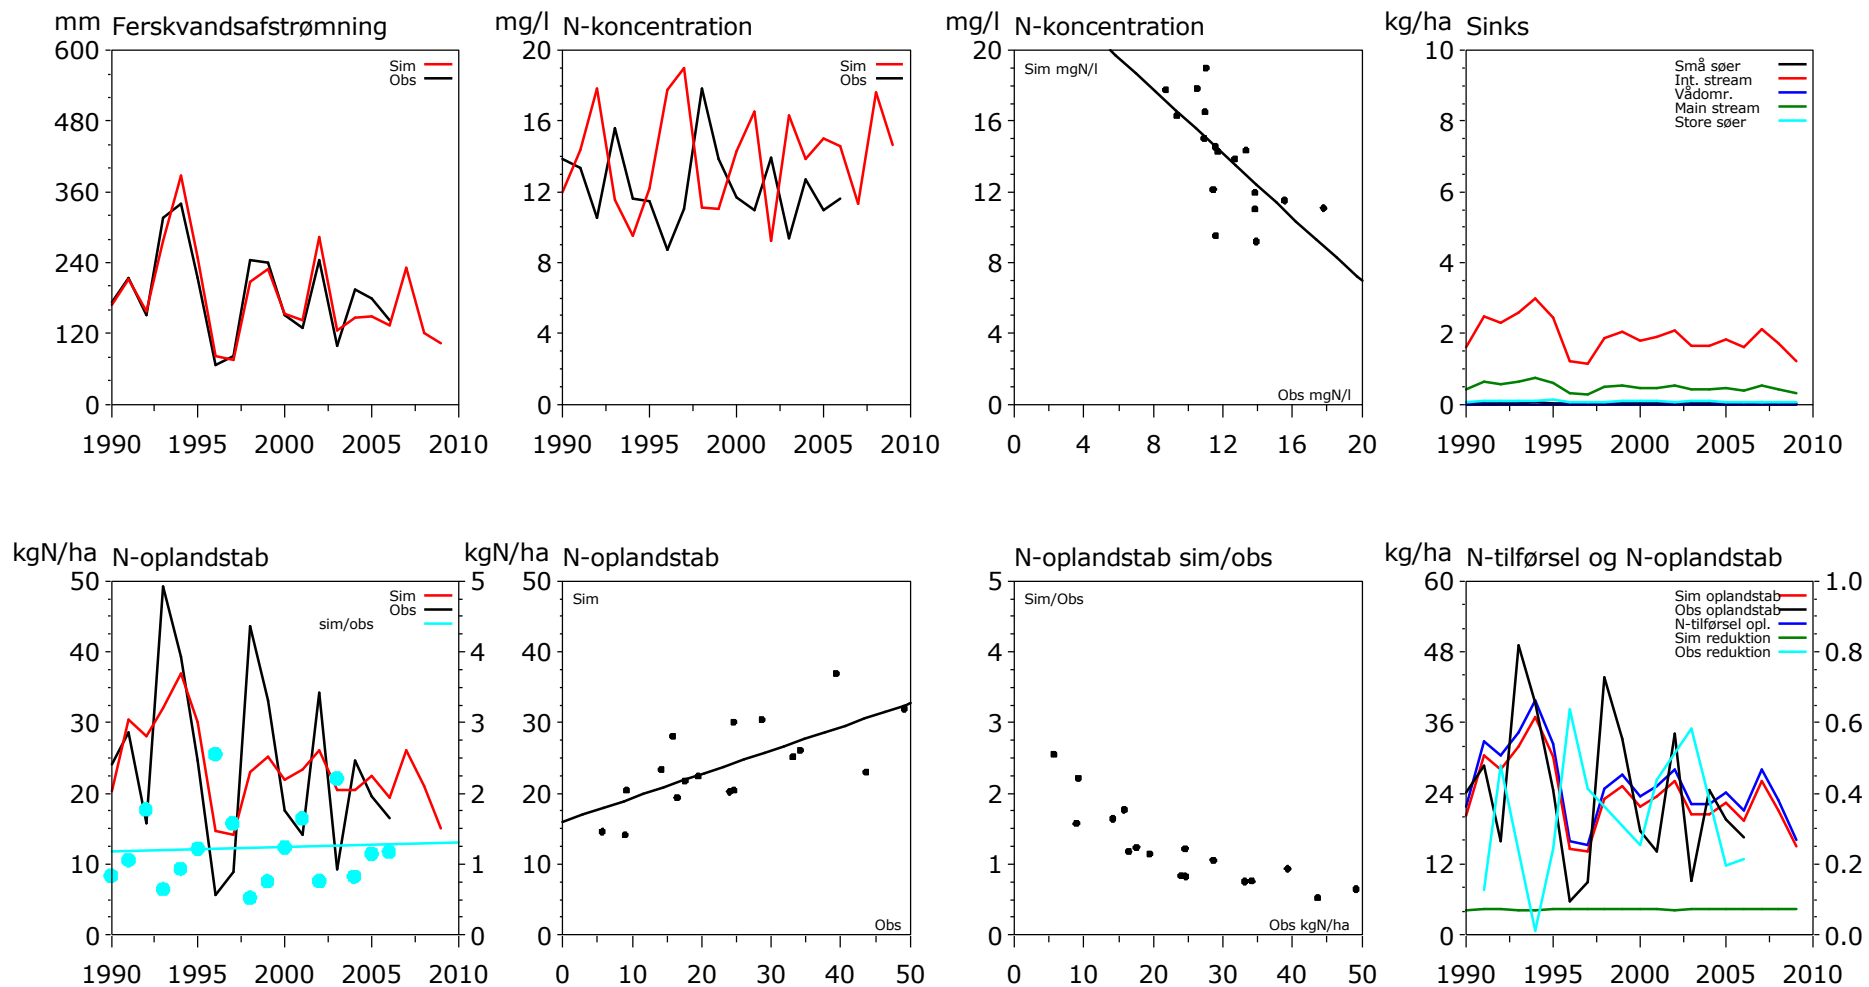 mm Ferskvandsafstrømning
600
480
360
240
120
0
1990 1995 2000 2005 2010
Sim
Obs
mg/l N-koncentration
20
16
12
8
4
0
1990 1995 2000 2005 2010
Sim
Obs
mg/l N-koncentration
20
16
12
8
4
0
0 4 8 12 16 20
Sim mgN/l
Obs mgN/l
kg/ha Sinks
10
8
6
4
2
0
1990 1995 2000 2005 2010
Små søer
Int. stream
Vådomr.
Main stream
Store søer
kgN/ha N-oplandstab
50
40
30
20
10
0
5
4
3
2
1
0
1990 1995 2000 2005 2010
Sim
Obs
sim/obs
kgN/ha N-oplandstab
50
40
30
20
10
0
0 10 20 30 40 50
Sim
Obs
N-oplandstab sim/obs
5
4
3
2
1
0
0 10 20 30 40 50
Sim/Obs
Obs kgN/ha
kg/ha N-tilførsel og N-oplandstab
60
48
36
24
12
0
1.0
0.8
0.6
0.4
0.2
0.0
1990 1995 2000 2005 2010
Sim oplandstab
Obs oplandstab
N-tilførsel opl.
Sim reduktion
Obs reduktion